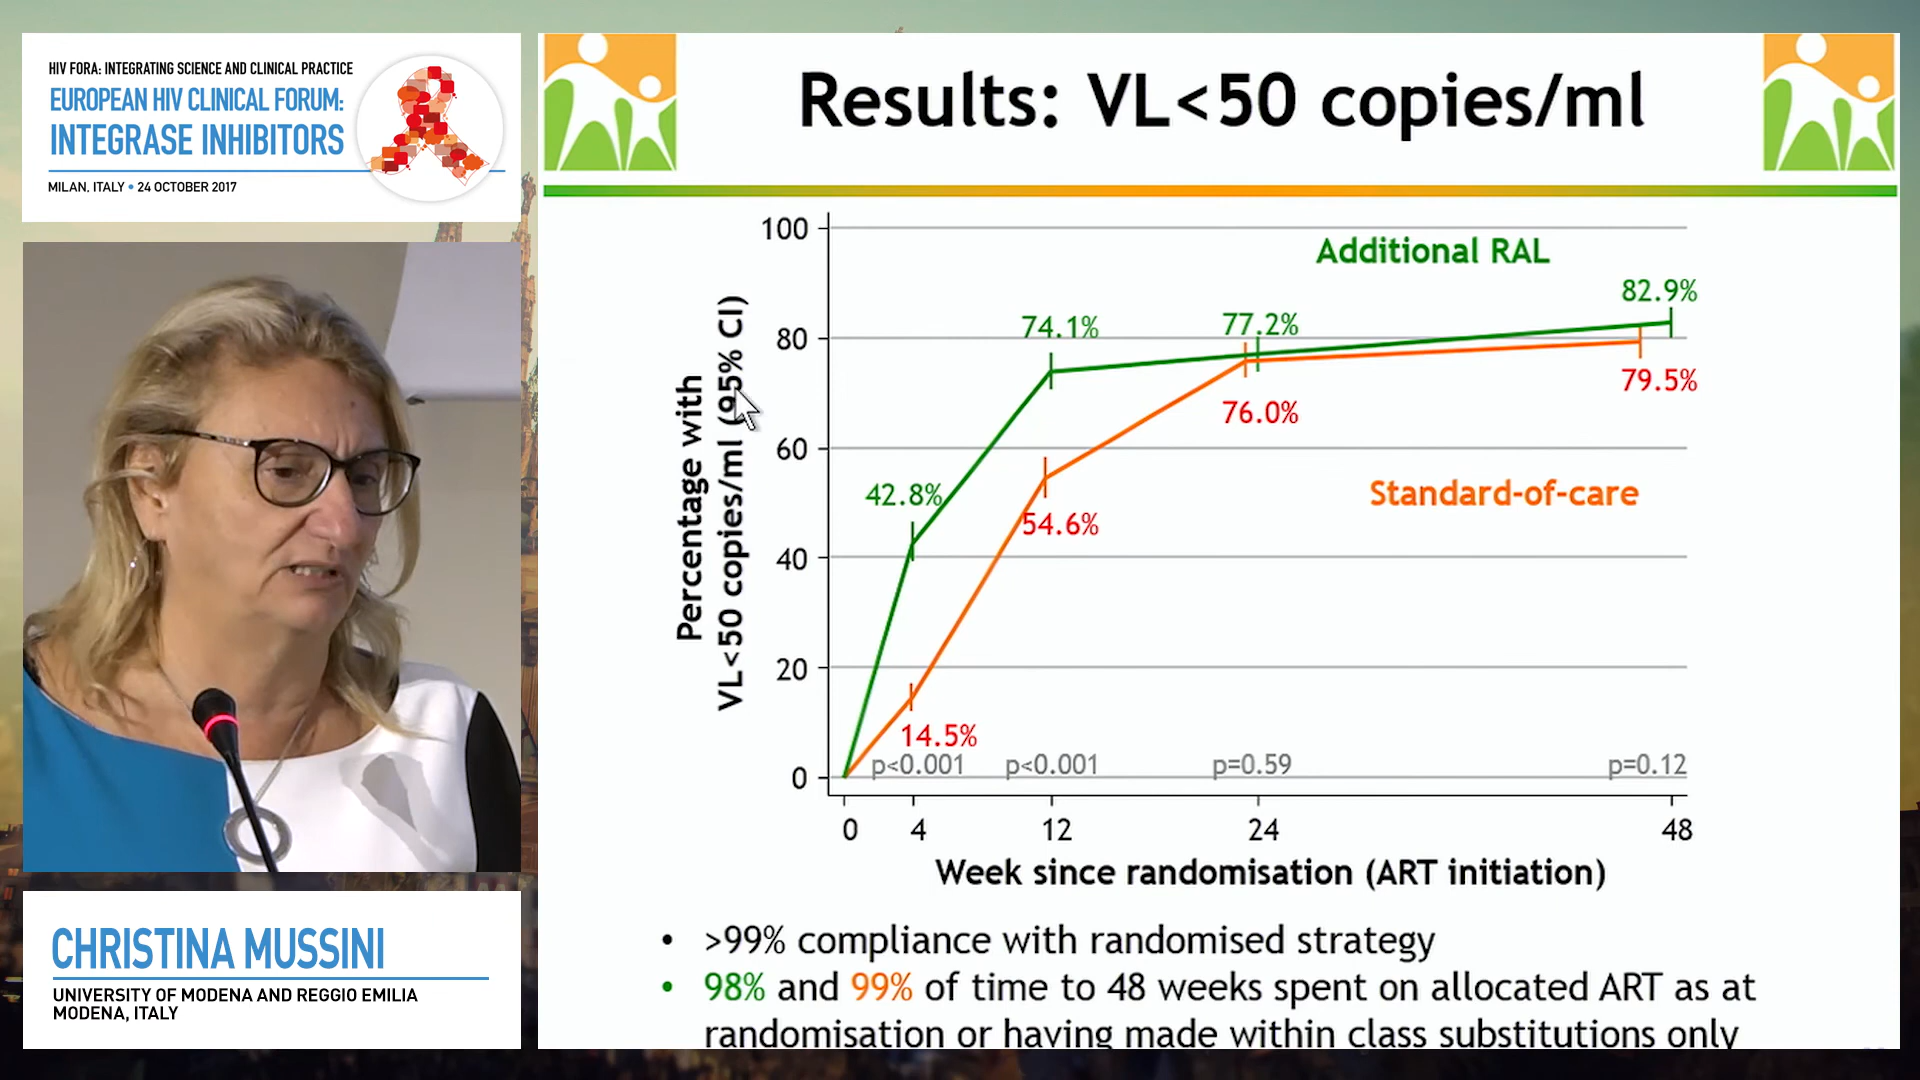 HIV FORA: INTEGRATING SCIENCE AND CLINICAL PRACTICE
EUROPEAN HIV CLINICAL FORUM:
INTEGRASE INHIBITORS
MILAN, ITALY • 24 OCTOBER 2017
CHRISTINA MUSSINI
UNIVERSITY OF MODENA AND REGGIO EMILIA
MODENA, ITALY
Results: VL<50 copies/ml
Percentage with
VL<50 copies/ml (95% CI)
100
80
60
40
20
0
Additional RAL
82.9%
74.1%
77.2%
79.5%
76.0%
42.8%
Standard-of-care
54.6%
14.5%
p<0.001
p<0.001
p=0.59
p=0.12
0 4 12 24 48
Week since randomisation (ART initiation)
• >99% compliance with randomised strategy
• 98% and 99% of time to 48 weeks spent on allocated ART as at
randomisation or having made within class substitutions only